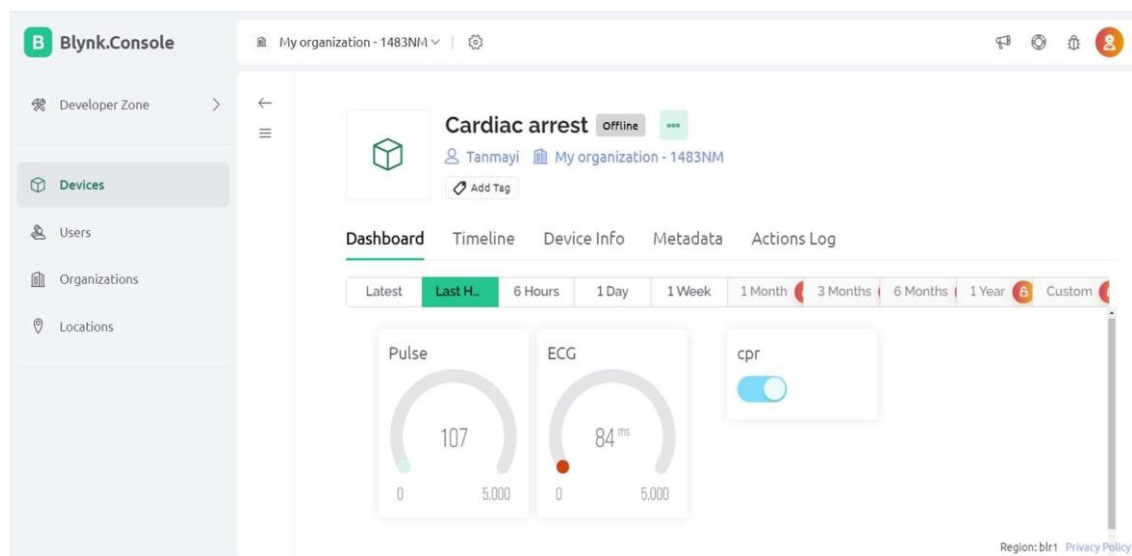 B Blynk.Console
My organization - 1483NM
Developer Zone
Devices
Users
Organizations
Locations
Cardiac arrest Offline
Tanmayi My organization - 1483NM
Add Tag
Dashboard Timeline Device Info Metadata Actions Log
Latest Last H... 6 Hours 1 Day 1 Week 1 Month 3 Months 6 Months 1 Year Custom
Pulse ECG cpr
107 84 ms
0 5,000 0 5,000
Region: blr1 Privacy Policy